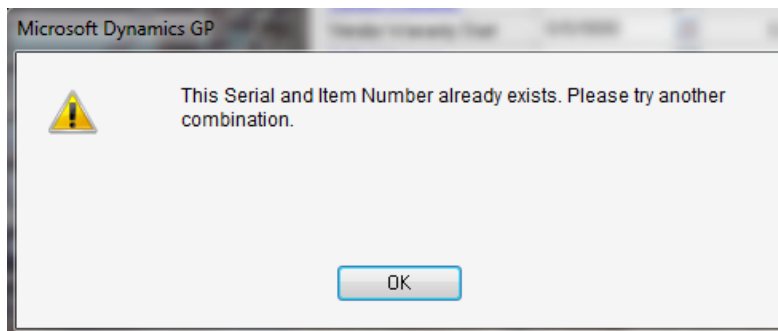 Microsoft Dynamics GP
This Serial and Item Number already exists. Please try another
combination.
OK